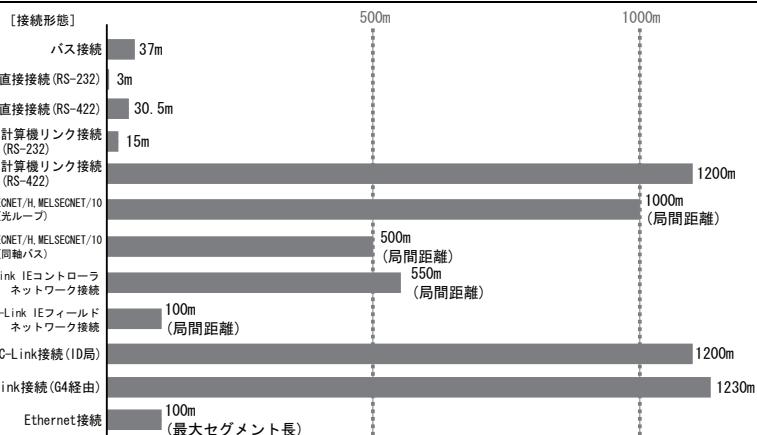 [接続形態]
500m
1000m
バス接続
37m
直接接続(RS-232)
3m
直接接続(RS-422)
30.5m
計算機リンク接続
(RS-232)
15m
計算機リンク接続
(RS-422)
1200m
ECNET/H,MELSECNET/10
光ループ)
1000m
(局間距離)
ECNET/H,MELSECNET/10
同軸バス)
500m
(局間距離)
ink IEコントローラ
ネットワーク接続
550m
(局間距離)
-Link IEフィールド
ネットワーク接続
100m
(局間距離)
C-Link接続(ID局)
1200m
ink接続(G4経由)
1230m
Ethernet接続
100m
(最大セグメント長)